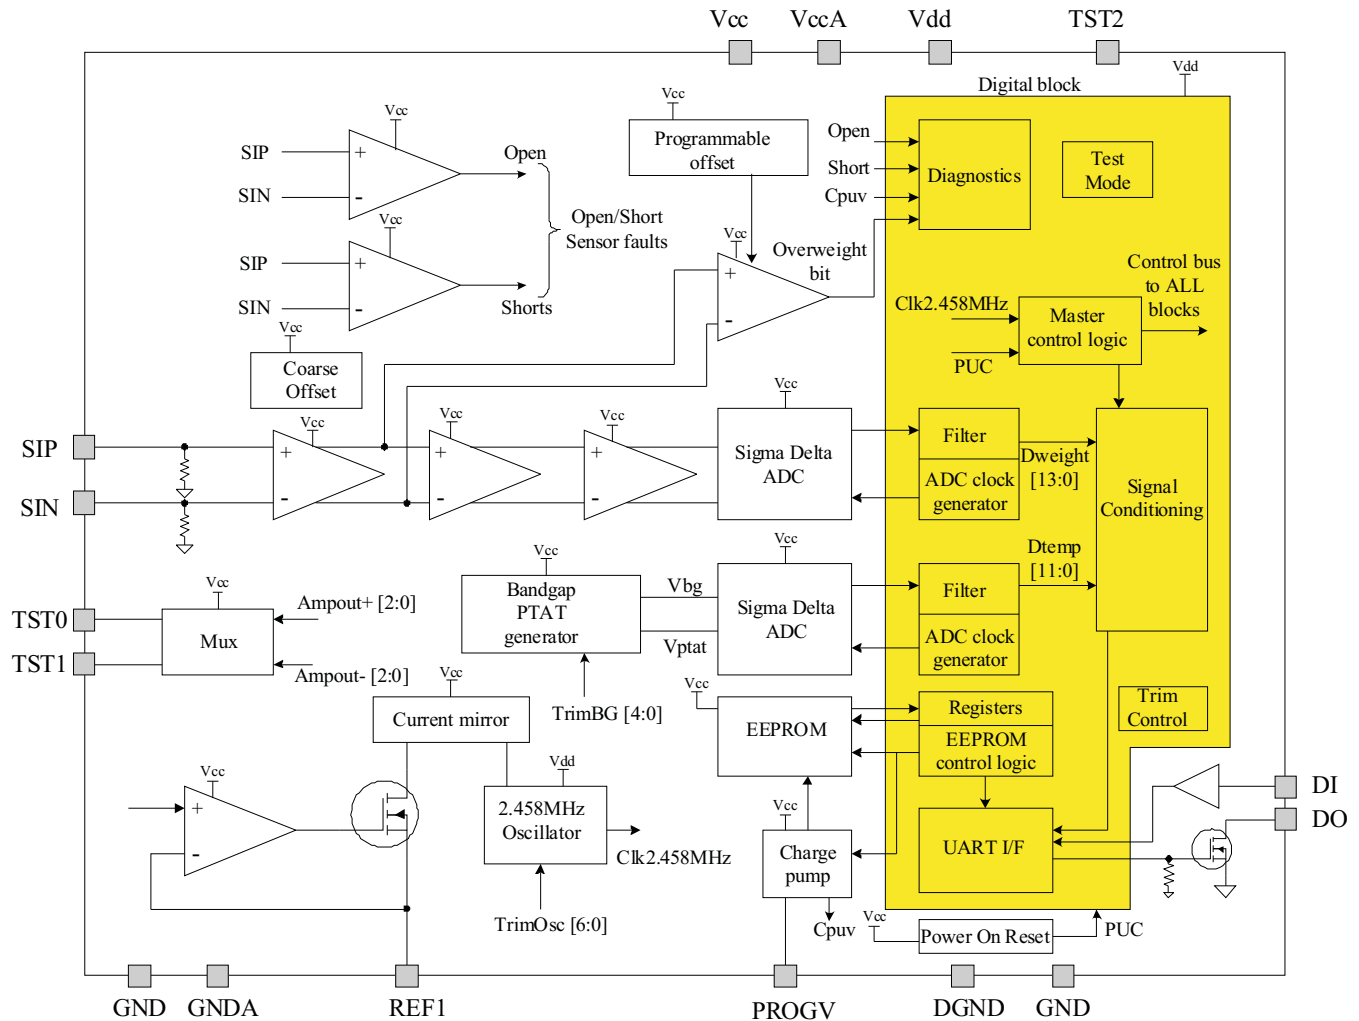 Vcc
VccA
Vdd
TST2
Vdd
Digital block
Vcc
Programmable
offset
Vcc
SIP
+
SIN
-
Open
Vcc
SIP
+
SIN
-
Shorts
Open/Short
Sensor faults
Open
Short
Cpuv
Diagnostics
Test
Mode
Vcc
+
-
Overweight
bit
Control bus
to ALL
blocks
Clk2.458MHz
PUC
Master
control logic
Vcc
Coarse
Offset
SIP
SIN
Vcc
+
-
Vcc
+
-
Vcc
+
-
Vcc
Sigma Delta
ADC
Filter
ADC clock
generator
Dweight
[13:0]
Signal
Conditioning
Vcc
Bandgap
PTAT
generator
Vbg
Vptat
TrimBG [4:0]
Vcc
Sigma Delta
ADC
Filter
ADC clock
generator
Dtemp
[11:0]
TST0
TST1
Vcc
Mux
Ampout+ [2:0]
Ampout- [2:0]
Vcc
Current mirror
Vcc
EEPROM
Registers
EEPROM
control logic
Trim
Control
Vcc
+
-
Vdd
2.458MHz
Oscillator
Clk2.458MHz
TrimOsc [6:0]
Vcc
Charge
pump
Cpuv
UART I/F
DI
DO
Vcc
Power On Reset
PUC
GND
GNDA
REF1
PROGV
DGND
GND